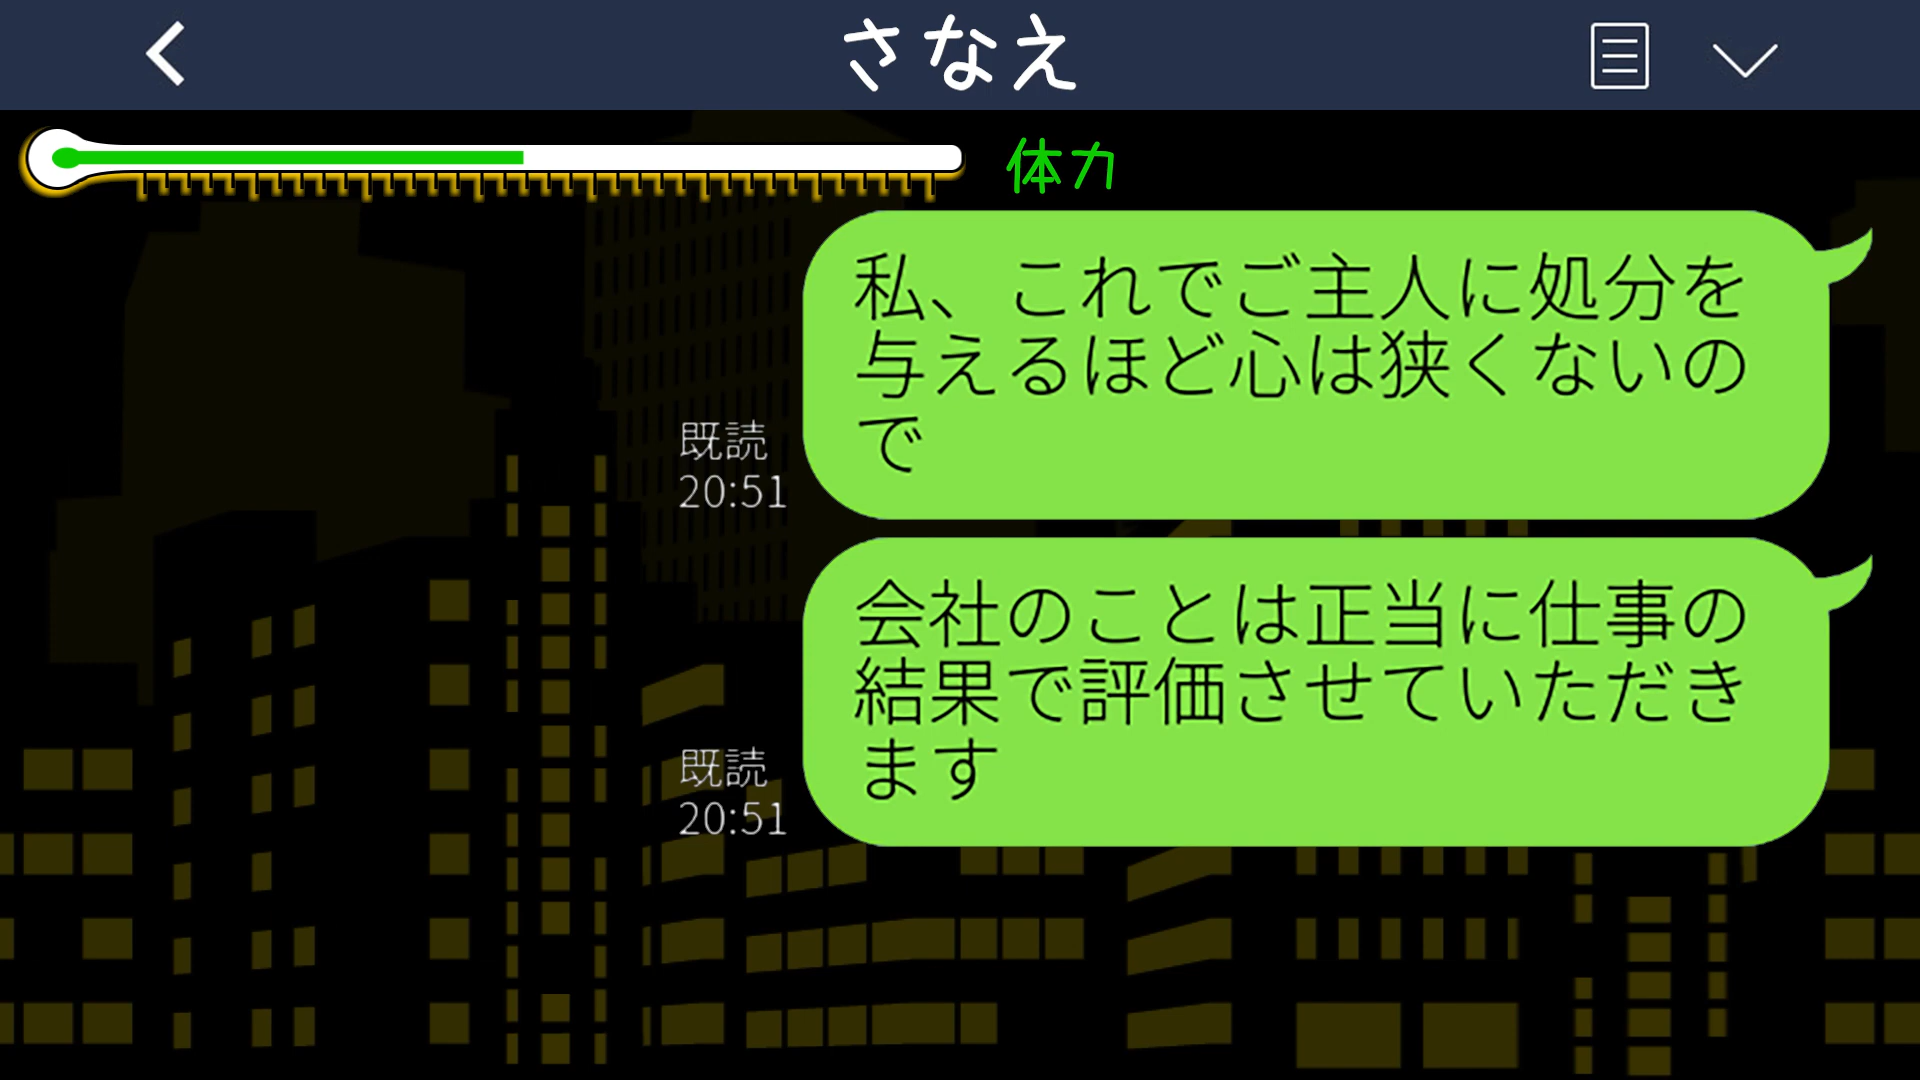 さなえ
体力
私、これでご主人に処分を
与えるほど心は狭くないの
で
既読
20:51
会社のことは正当に仕事の
結果で評価させていただき
ます
既読
20:51